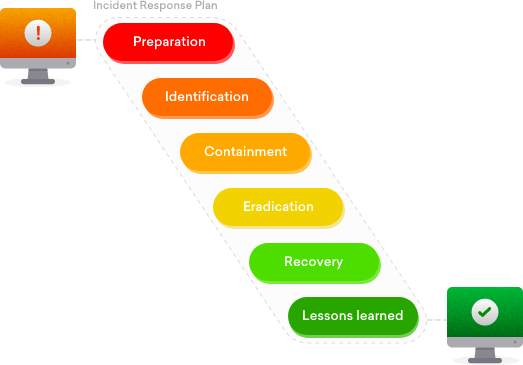 Incident Response Plan
Preparation
Identification
Containment
Eradication
Recovery
Lessons learned